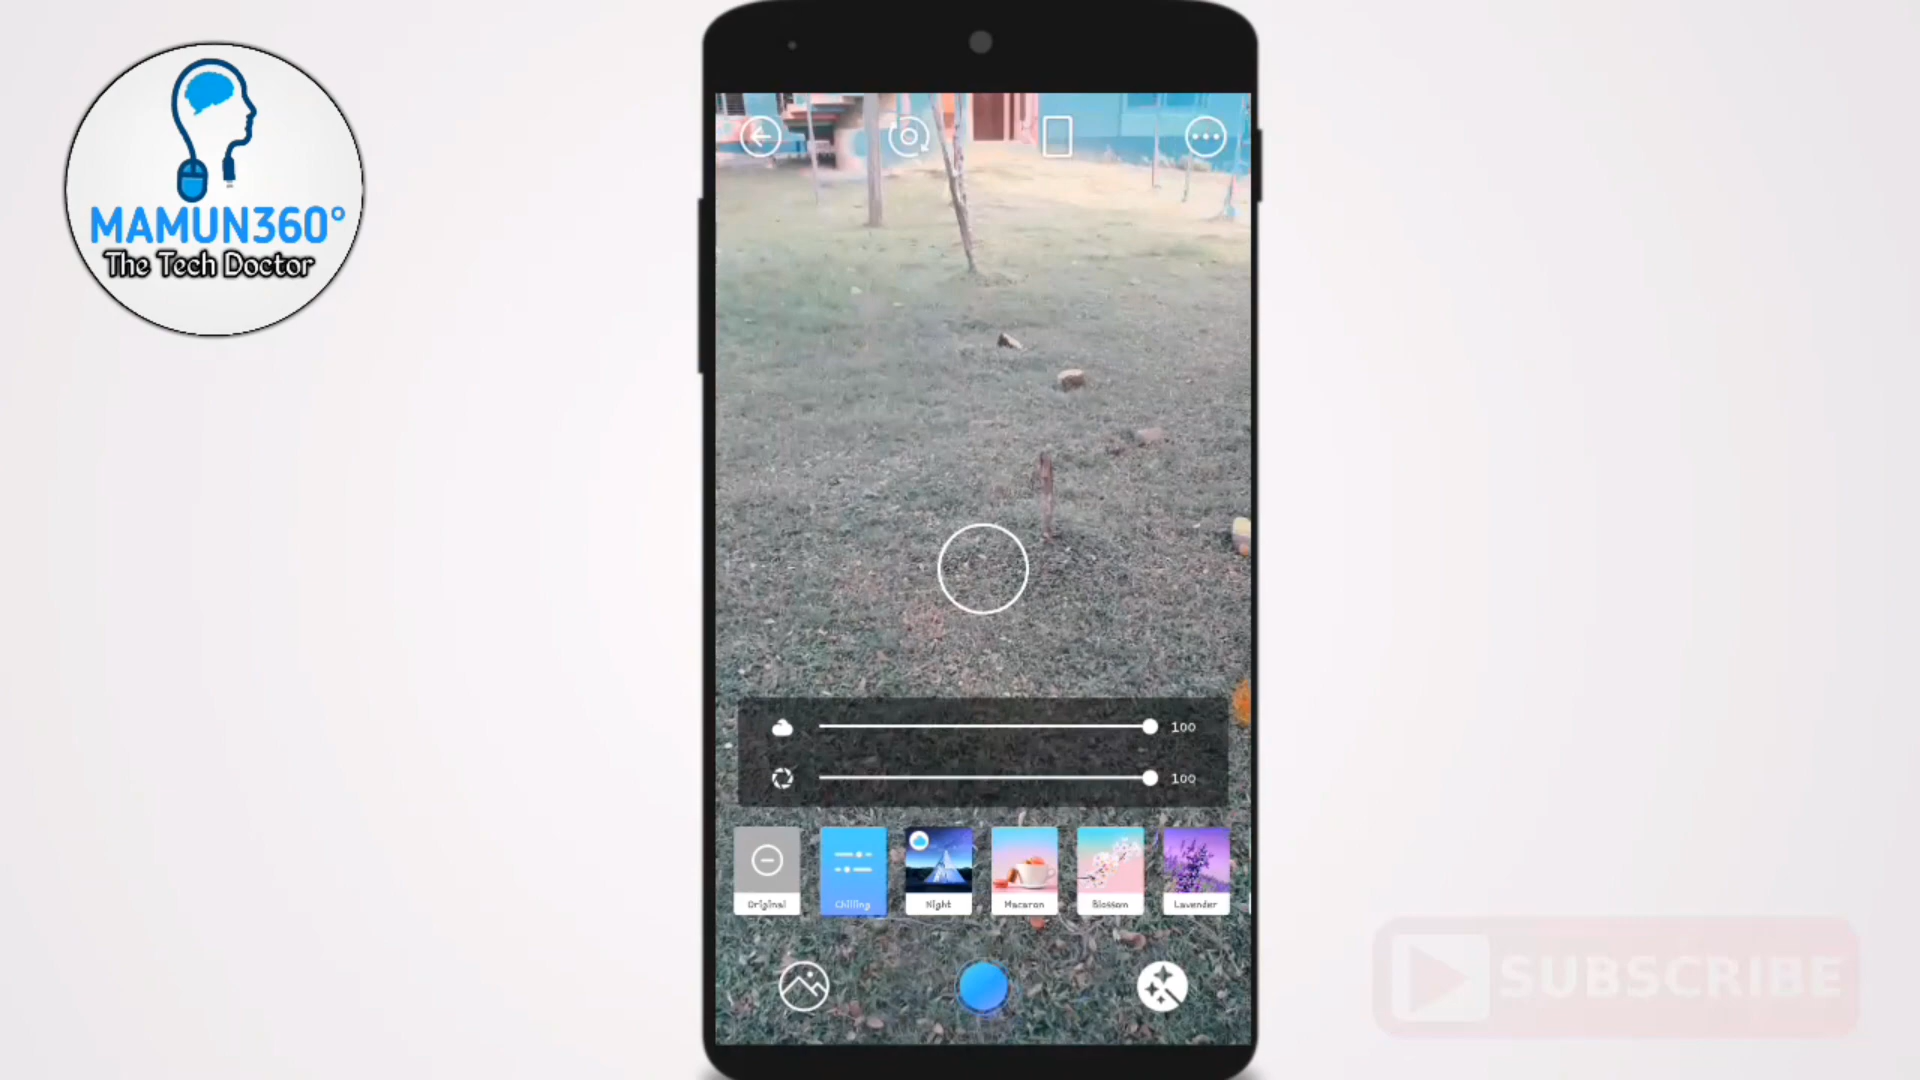 MAMUN360°
The Tech Doctor
100
100
Original
Chilling
Night
Macaron
Blossom
Lavender
SUBSCRIBE